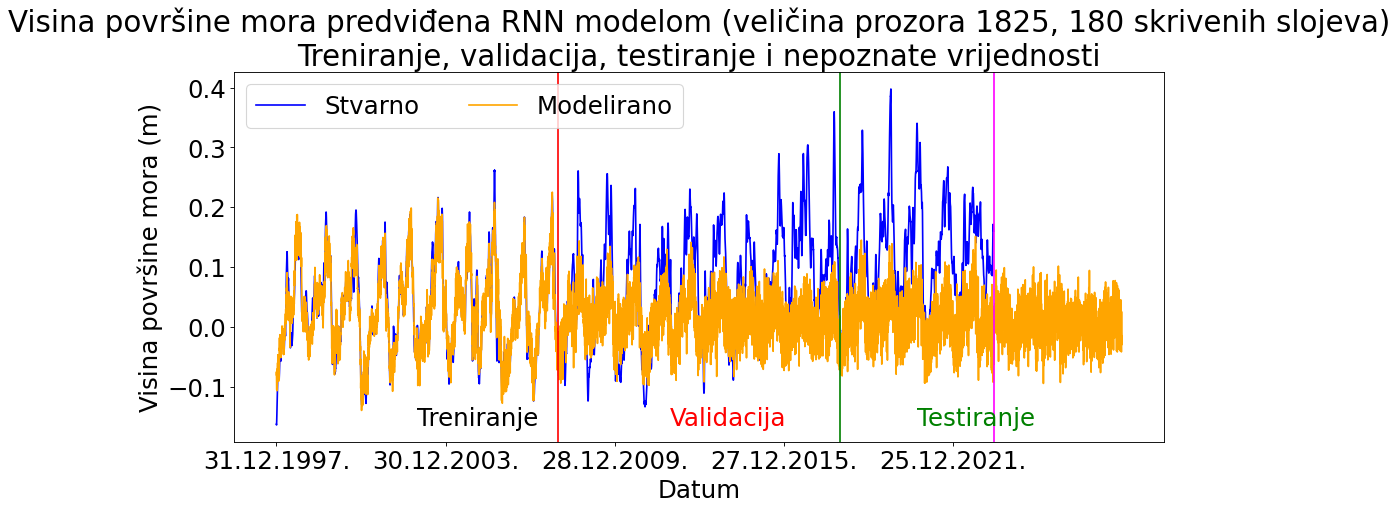 Visina površine mora predviđena RNN modelom (veličina prozora 1825, 180 skrivenih slojeva)
Treniranje, validacija, testiranje i nepoznate vrijednosti
Stvarno
Modelirano
Visina površine mora (m)
0.4
0.3
0.2
0.1
0.0
−0.1
Treniranje
Validacija
Testiranje
31.12.1997.
30.12.2003.
28.12.2009.
27.12.2015.
25.12.2021.
Datum